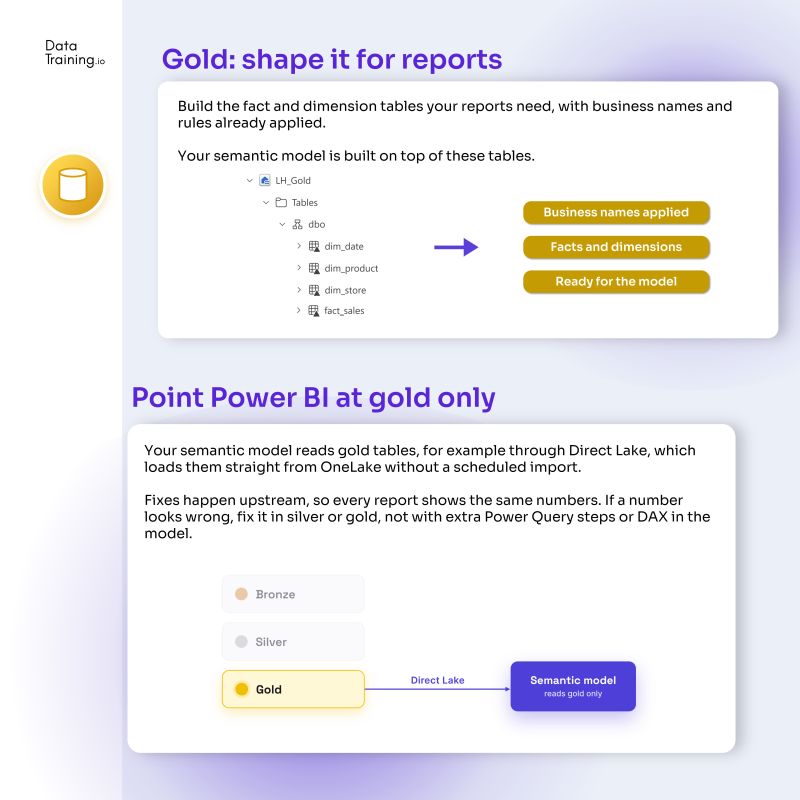 Data
Training.io
Gold: shape it for reports
Build the fact and dimension tables your reports need, with business names and
rules already applied.
Your semantic model is built on top of these tables.
LH_Gold
Tables
dbo
dim_date
dim_product
dim_store
fact_sales
Business names applied
Facts and dimensions
Ready for the model
Point Power BI at gold only
Your semantic model reads gold tables, for example through Direct Lake, which
loads them straight from OneLake without a scheduled import.
Fixes happen upstream, so every report shows the same numbers. If a number
looks wrong, fix it in silver or gold, not with extra Power Query steps or DAX in the
model.
Bronze
Silver
Gold
Direct Lake
Semantic model
reads gold only